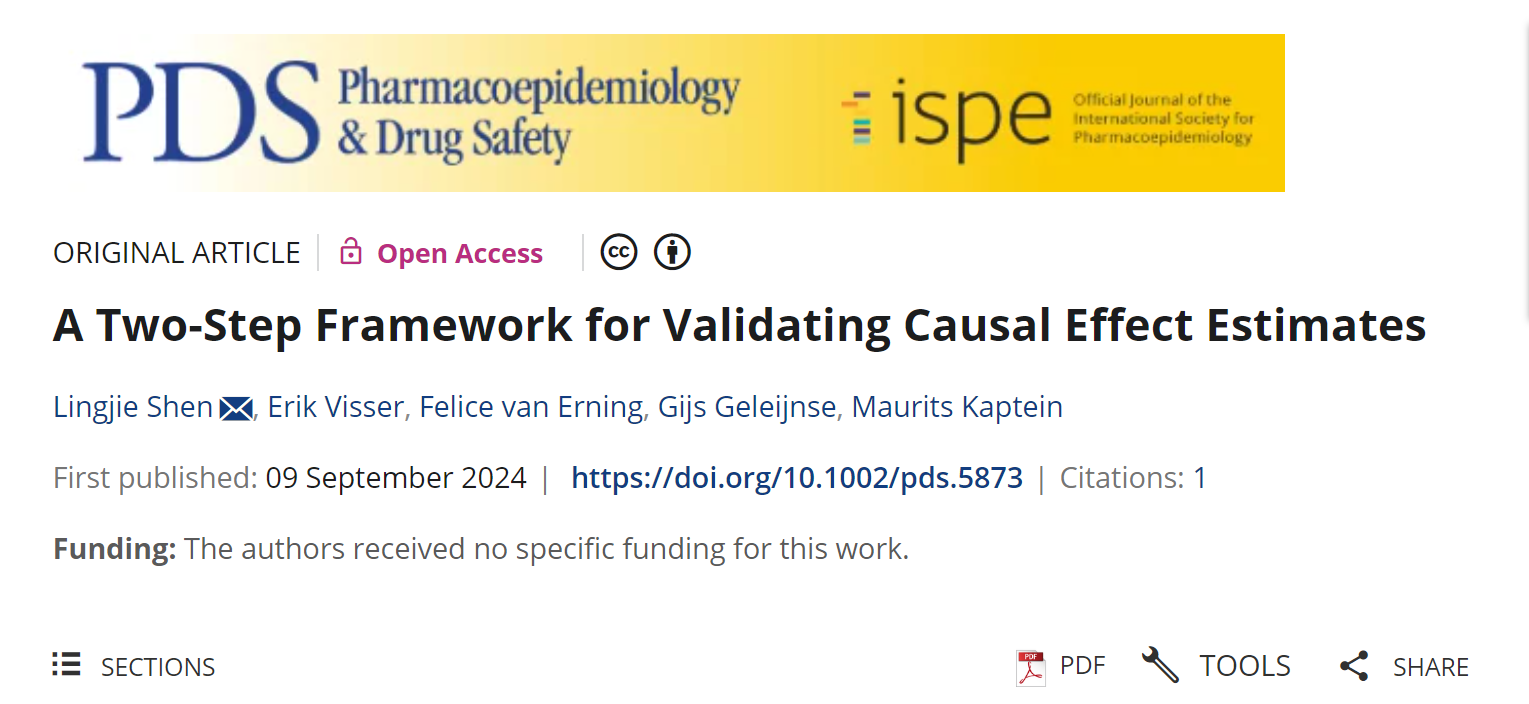 PDS Pharmacoepidemiology
& Drug Safety
ispe
Official Journal of the
International Society for
Pharmacoepidemiology
ORIGINAL ARTICLE Open Access cc
A Two-Step Framework for Validating Causal Effect Estimates
Lingjie Shen, Erik Visser, Felice van Erning, Gijs Geleijnse, Maurits Kaptein
First published: 09 September 2024 | https://doi.org/10.1002/pds.5873 | Citations: 1
Funding: The authors received no specific funding for this work.
SECTIONS PDF PDF TOOLS SHARE